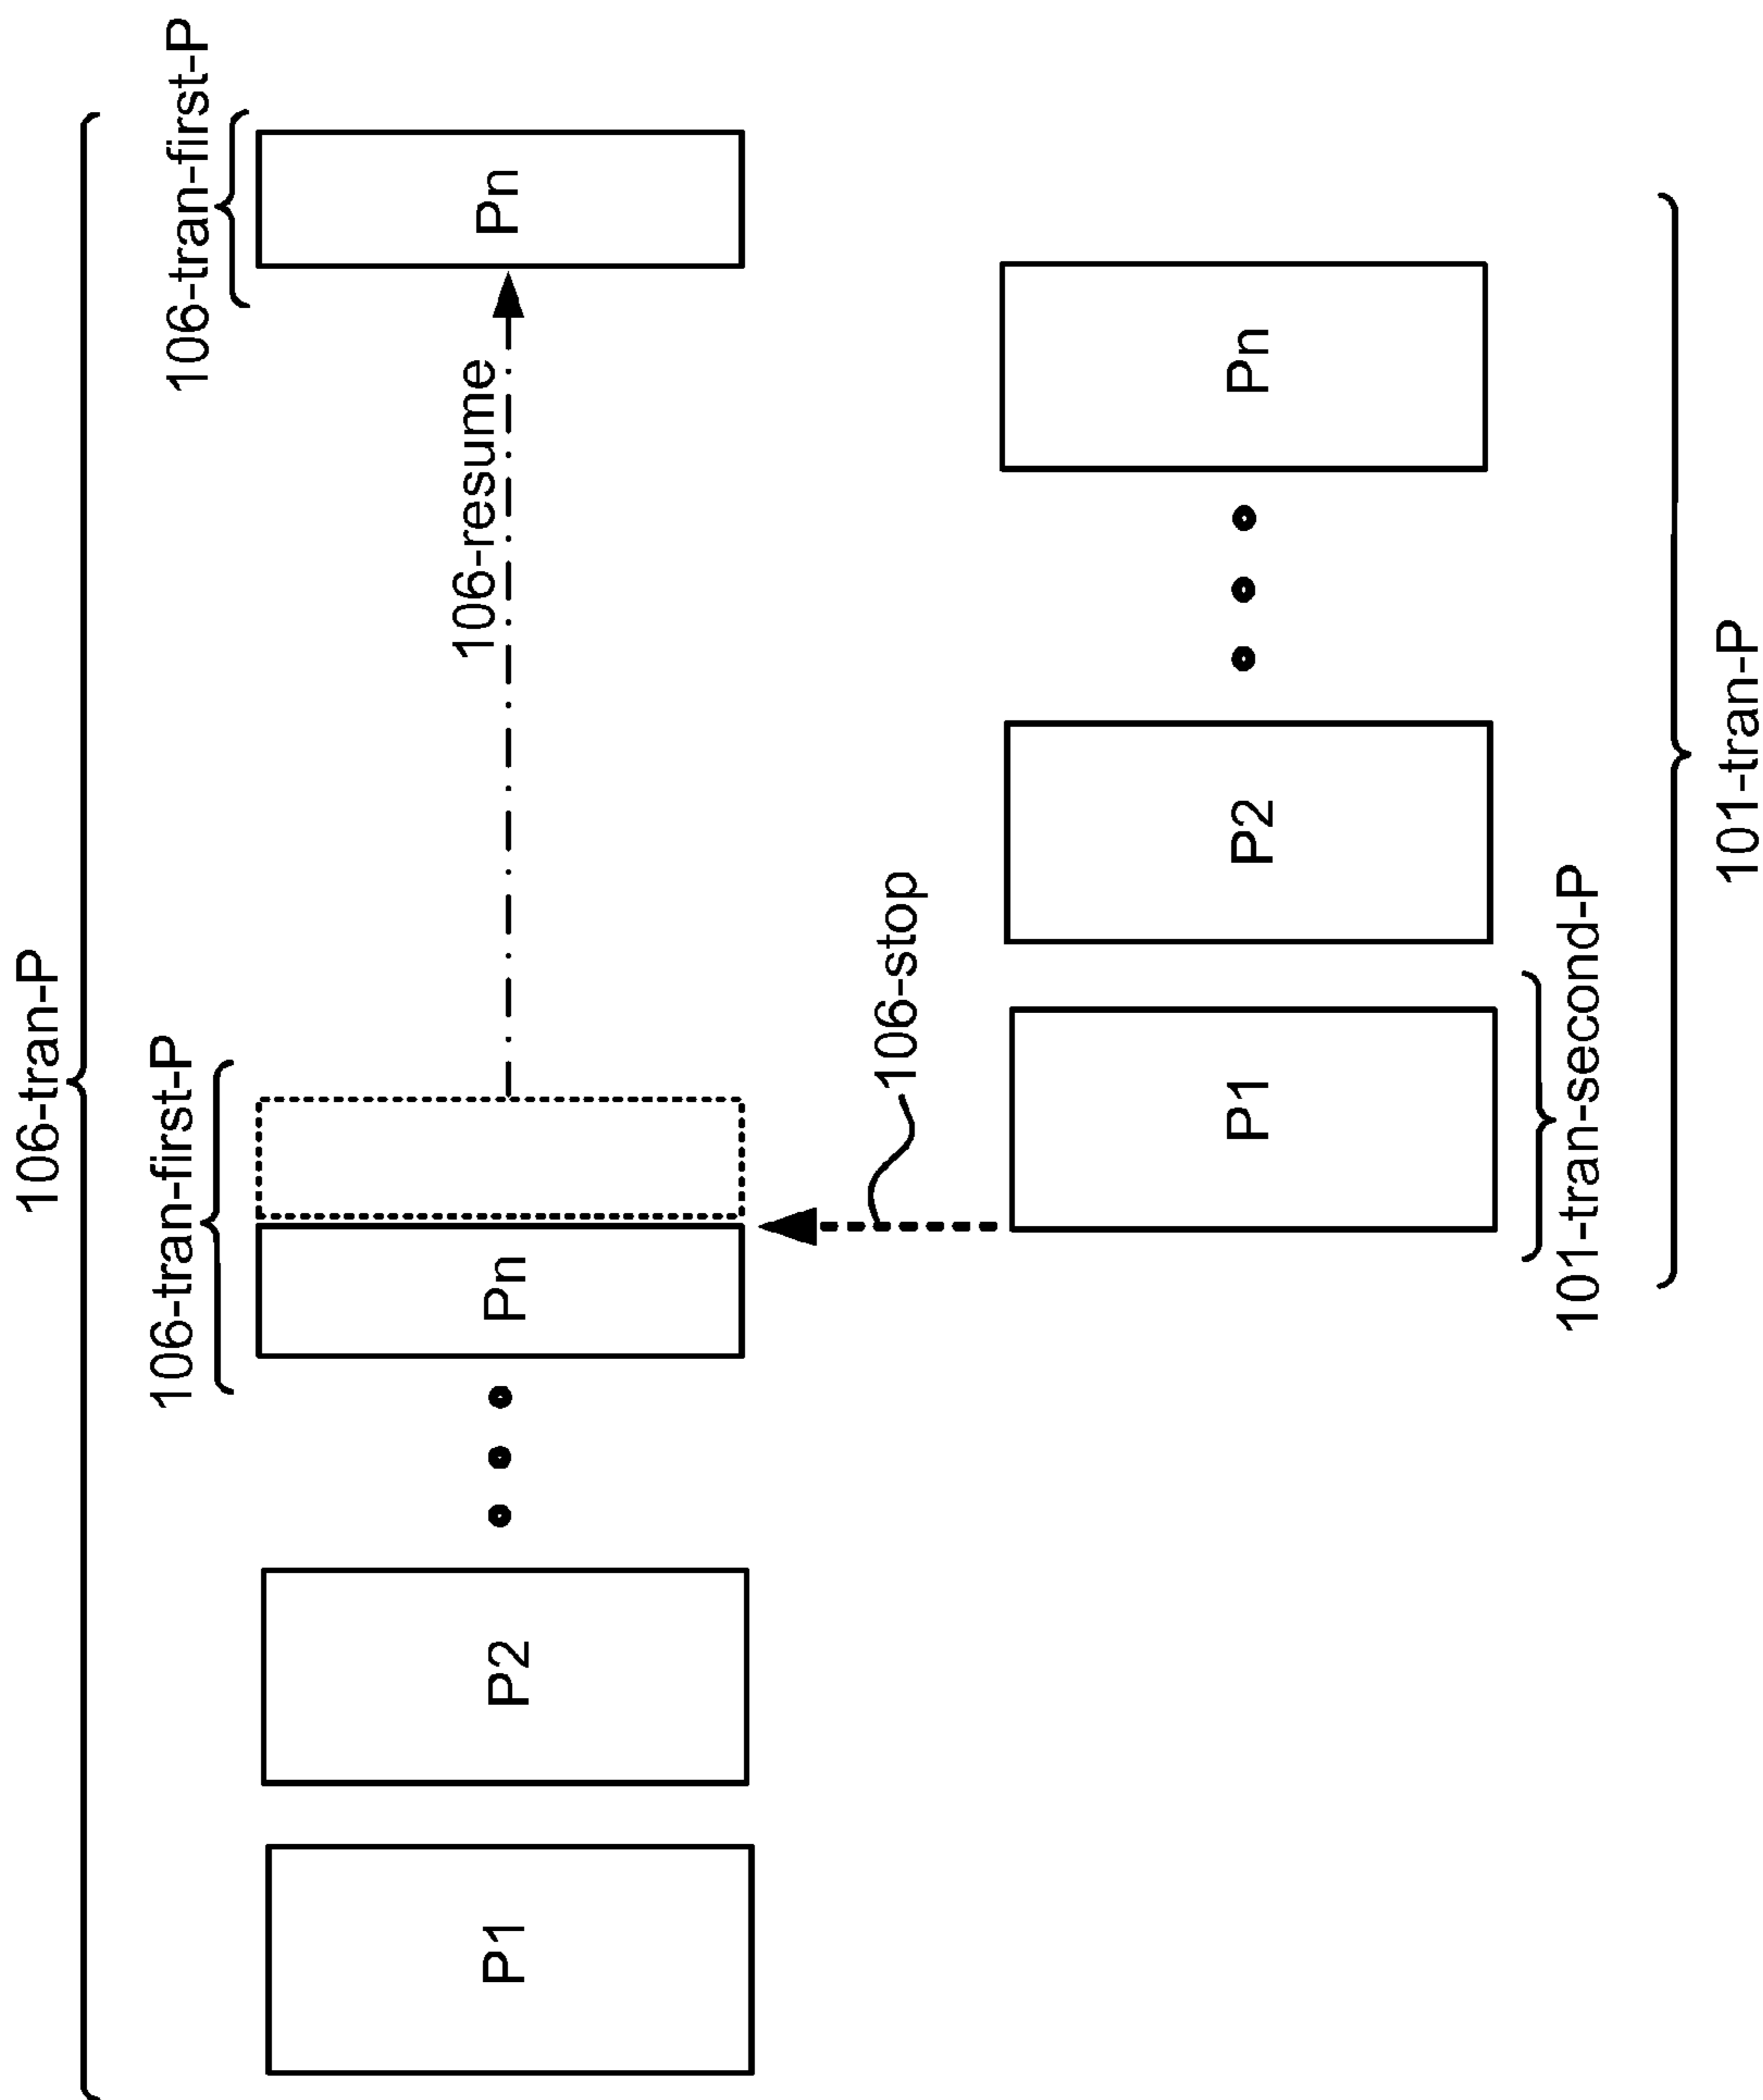 106-tran-P
106-tran-first-P
106-tran-first-P
P1
P2
Pn
106-resume
Pn
106-stop
P1
P2
Pn
101-tran-second-P
101-tran-P